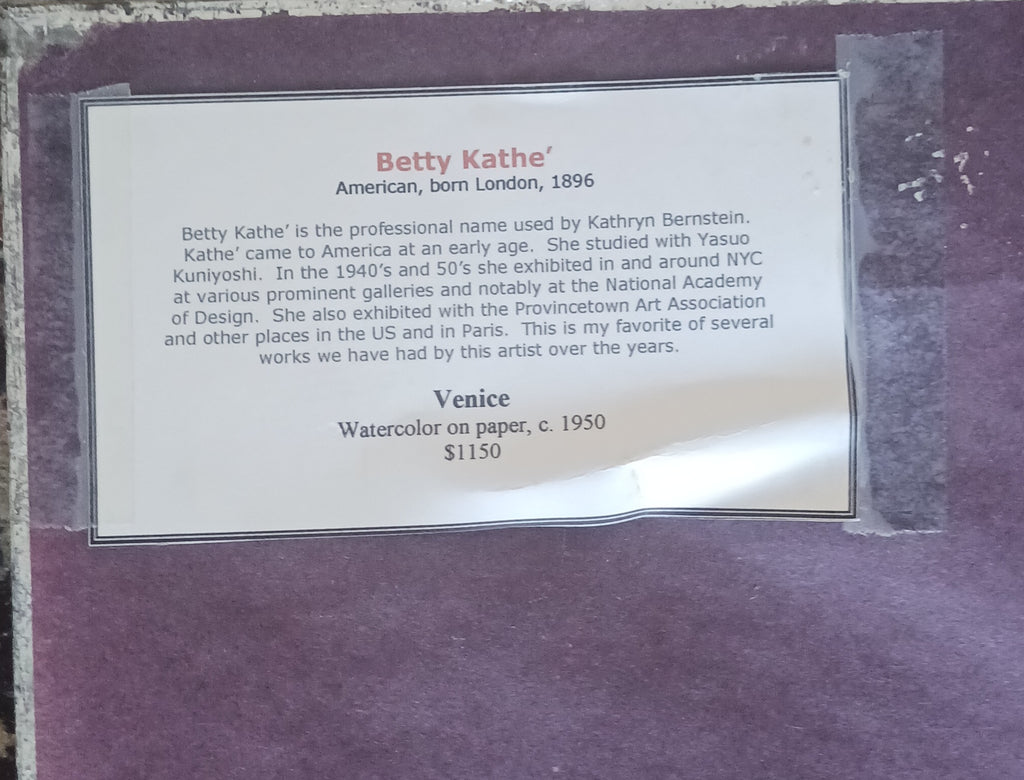 Betty Kathe’
American, born London, 1896
Betty Kathe’ is the professional name used by Kathryn Bernstein.
Kathe’ came to America at an early age. She studied with Yasuo
Kuniyoshi. In the 1940’s and 50’s she exhibited in and around NYC
at various prominent galleries and notably at the National Academy
of Design. She also exhibited with the Provincetown Art Association
and other places in the US and in Paris. This is my favorite of several
works we have had by this artist over the years.
Venice
Watercolor on paper, c. 1950
$1150